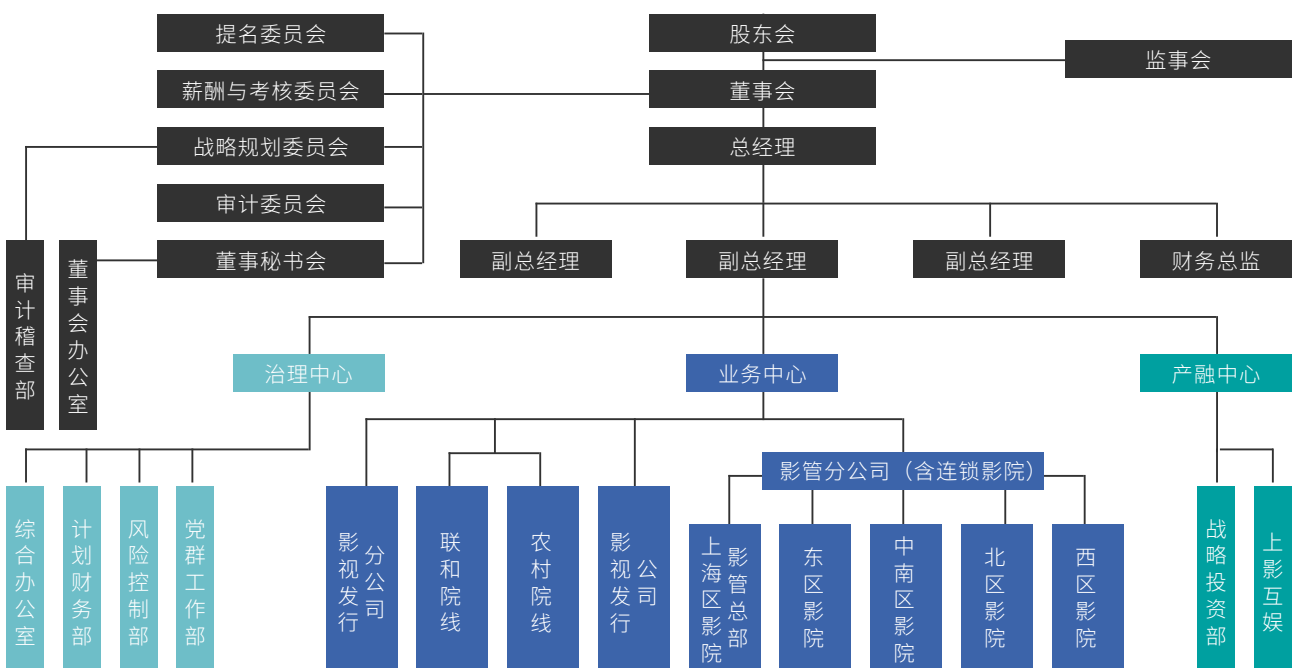 提名委员会
股东会
监事会
薪酬与考核委员会
董事会
战略规划委员会
总经理
审计委员会
董事秘书会
副总经理
副总经理
副总经理
财务总监
审计稽查部
董事会办公室
治理中心
业务中心
产融中心
影管分公司（含连锁影院）
综合办公室
计划财务部
风险控制部
党群工作部
影视发行
分公司
联和院线
农村院线
影视发行
公司
上海区影院
影管总部
东区影院
中南区影院
北区影院
西区影院
战略投资部
上影互娱